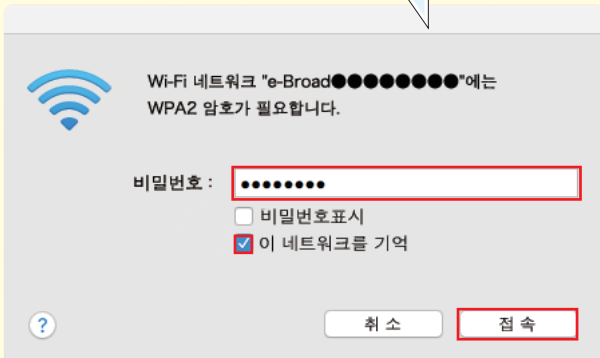 Wi-Fi 네트워크 "e-Broad●●●●●●●●"에는
WPA2 암호가 필요합니다.
비밀번호 : ●●●●●●●●
비밀번호표시
이 네트워크를 기억
?
취 소
접 속